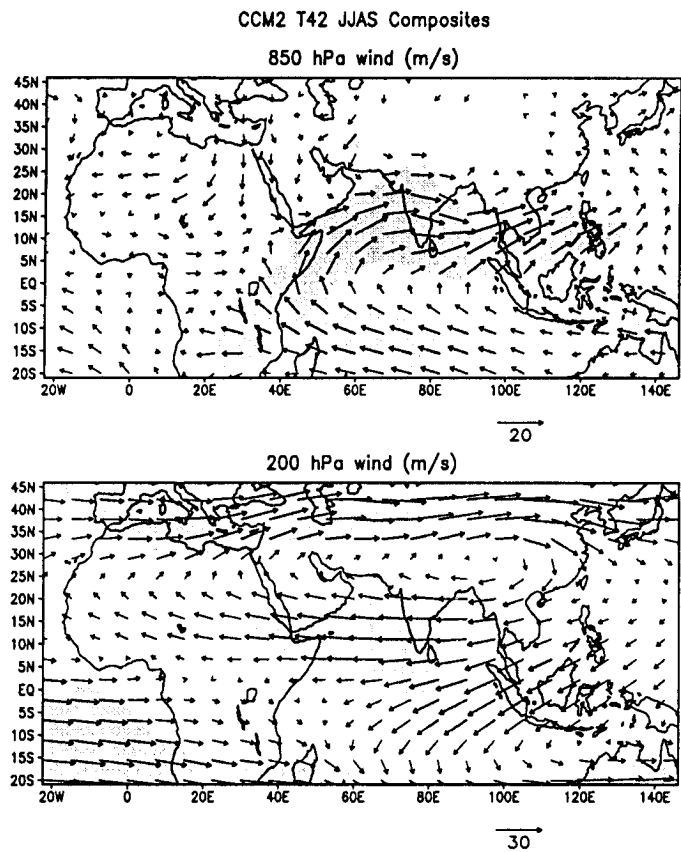 CCM2 T42 JJAS Composites
850 hPa wind (m/s)
45N
40N
35N
30N
25N
20N
15N
10N
5N
EQ
5S
10S
15S
20S
20W 0 20E 40E 60E 80E 100E 120E 140E
20
200 hPa wind (m/s)
45N
40N
35N
30N
25N
20N
15N
10N
5N
EQ
5S
10S
15S
20S
20W 0 20E 40E 60E 80E 100E 120E 140E
30